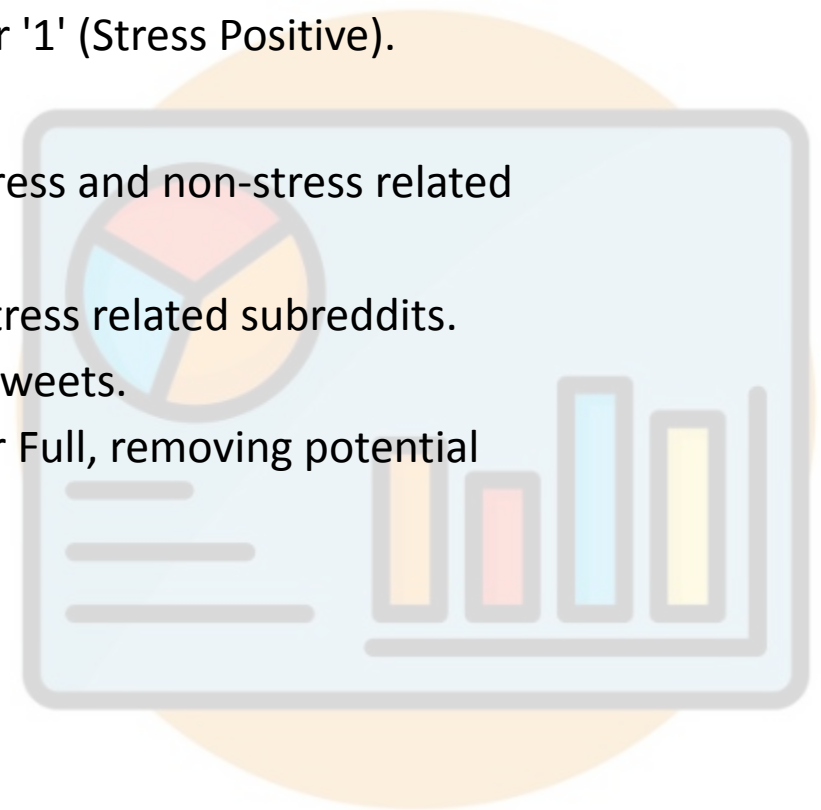 r '1' (Stress Positive).
ress and non-stress related
tress related subreddits.
weets.
r Full, removing potential